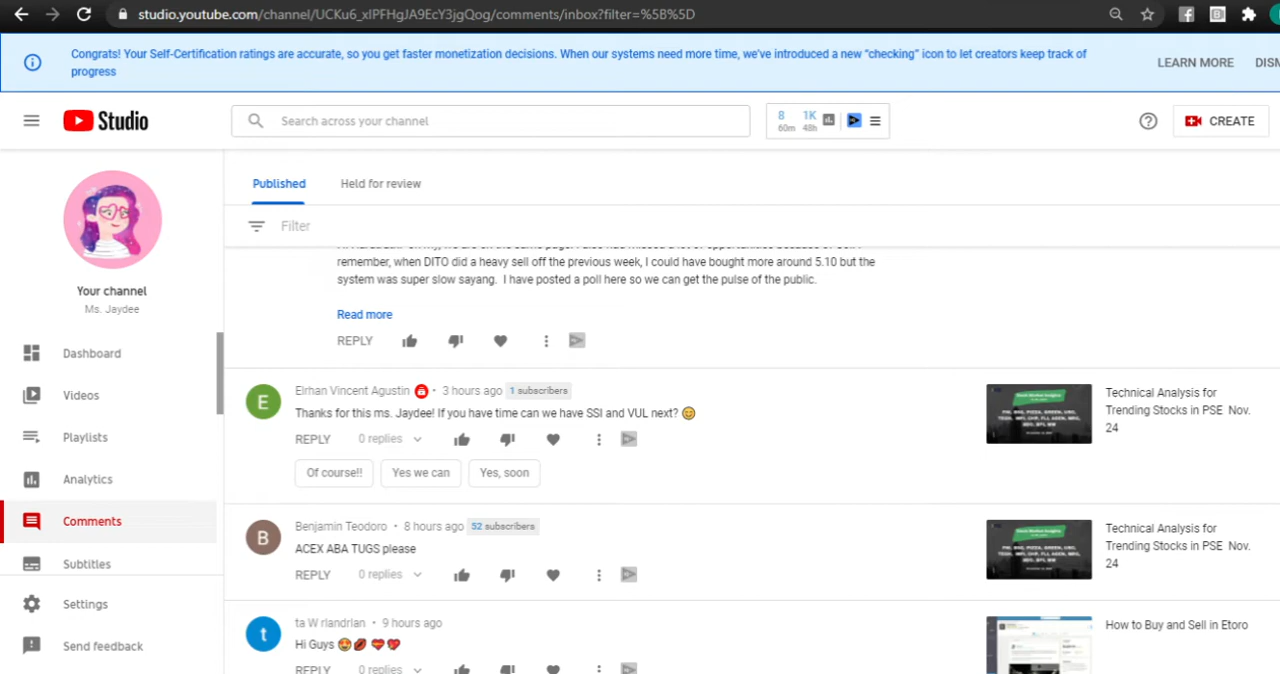 studio.youtube.com/channel/UCKu6_xIPFHgJA9EcY3jgQog/comments/inbox?filter=%5B%5D
Congrats! Your Self-Certification ratings are accurate, so you get faster monetization decisions. When our systems need more time, we've introduced a new "checking" icon to let creators keep track of
progress
LEARN MORE
Studio
Search across your channel
8 1K
60m 48h
CREATE
Published Held for review
Filter
Your channel
Ms. Jaydee
Dashboard
Videos
Playlists
Analytics
Comments
Subtitles
Settings
Send feedback
remember, when DITO did a heavy sell off the previous week, I could have bought more around 5.10 but the
system was super slow sayang. I have posted a poll here so we can get the pulse of the public.
Read more
REPLY
E
Elrhan Vincent Agustin • 3 hours ago 1 subscribers
Thanks for this ms. Jaydee! If you have time can we have SSI and VUL next? 😊
REPLY 0 replies
Of course!! Yes we can Yes, soon
Technical Analysis for
Trending Stocks in PSE Nov.
24
B
Benjamin Teodoro • 8 hours ago 52 subscribers
ACEX ABA TUGS please
REPLY 0 replies
Technical Analysis for
Trending Stocks in PSE Nov.
24
t
ta W rlandrlan • 9 hours ago
Hi Guys 😍💋💝💖
REPLY 0 replies
How to Buy and Sell in Etoro